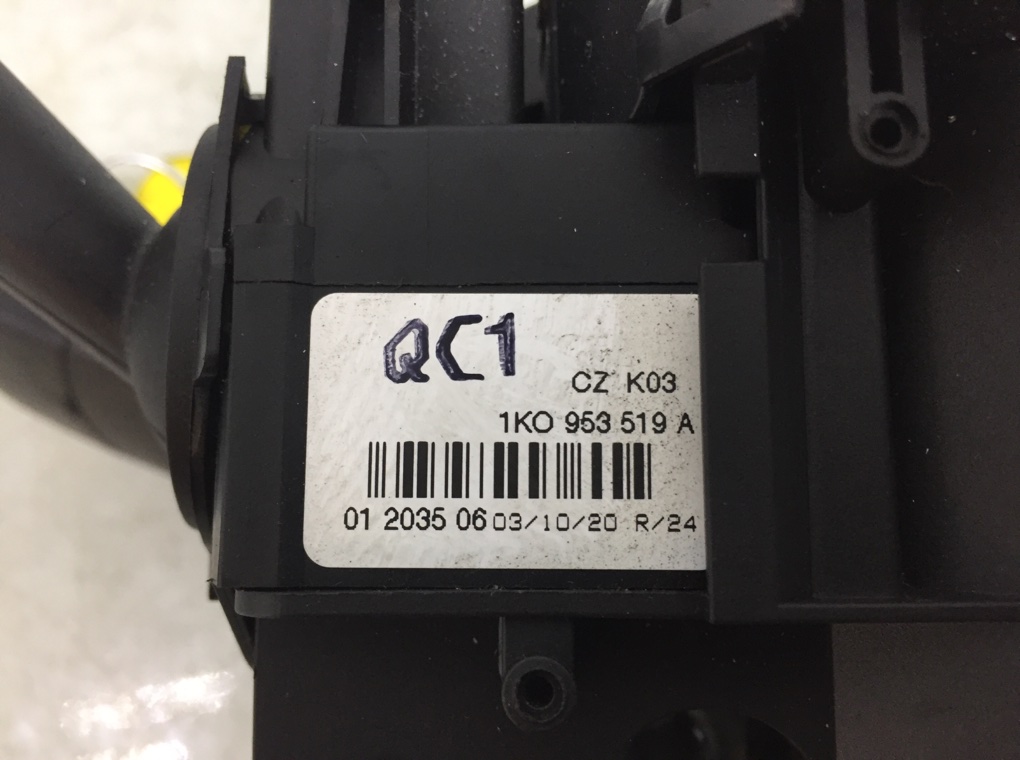 QC1
CZ K03
1KO 953 519 A
01 2035 06 03/10/20 R/24